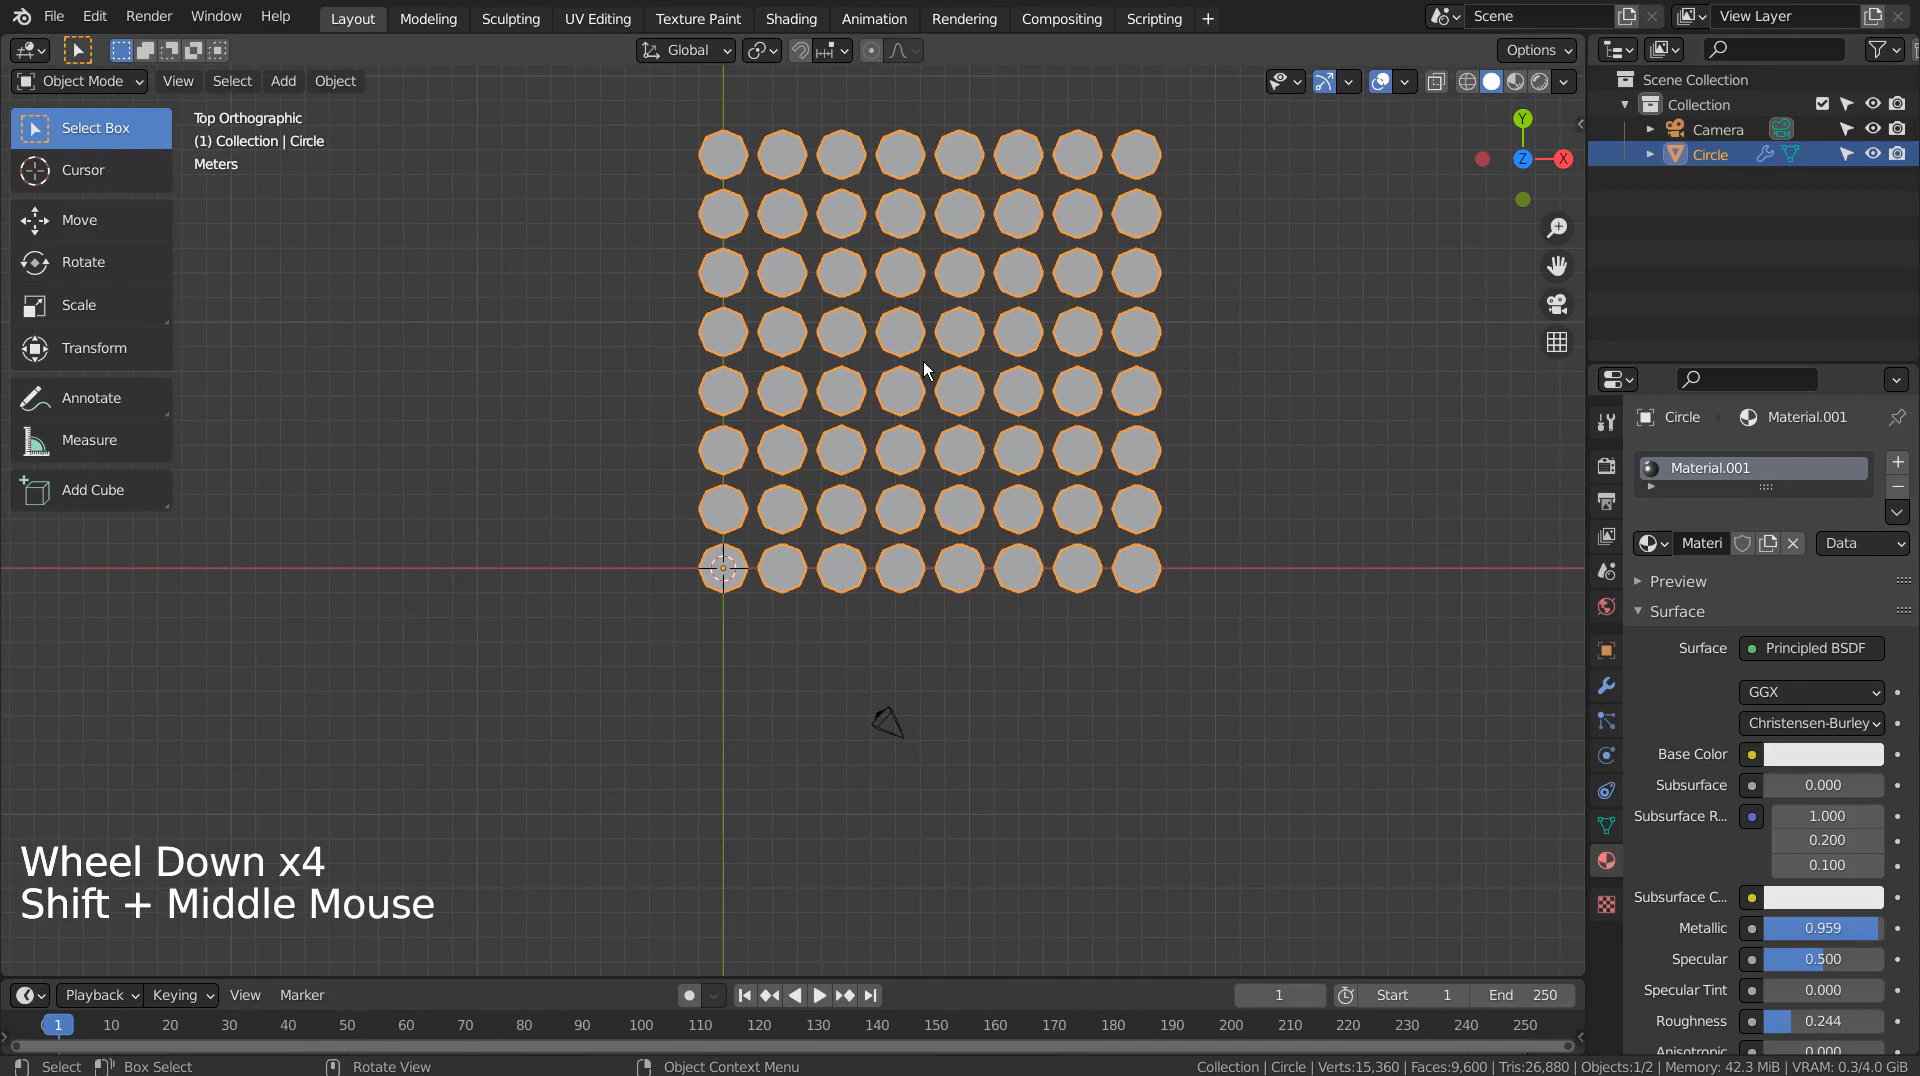 File Edit Render Window Help Layout Modeling Sculpting UV Editing Texture Paint Shading Animation Rendering Compositing Scripting + Scene View Layer
Global Options
Object Mode View Select Add Object
Scene Collection
Collection
Camera
Circle
Select Box
Cursor
Move
Rotate
Scale
Transform
Annotate
Measure
Add Cube
Top Orthographic
(1) Collection | Circle
Meters
Y
Z
X
Circle Material.001
Material.001
Materi Data
Preview
Surface
Surface Principled BSDF
GGX
Christensen-Burley
Base Color
Subsurface 0.000
Subsurface R... 1.000
0.200
0.100
Subsurface C...
Metallic 0.959
Specular 0.500
Specular Tint 0.000
Roughness 0.244
Anisotropic 0.000
Wheel Down x4
Shift + Middle Mouse
Playback Keying View Marker 1 Start 1 End 250
1 10 20 30 40 50 60 70 80 90 100 110 120 130 140 150 160 170 180 190 200 210 220 230 240 250
Select Box Select Rotate View Object Context Menu Collection | Circle | Verts:15,360 | Faces:9,600 | Tris:26,880 | Objects:1/2 | Memory: 42.3 MiB | VRAM: 0.3/4.0 GiB